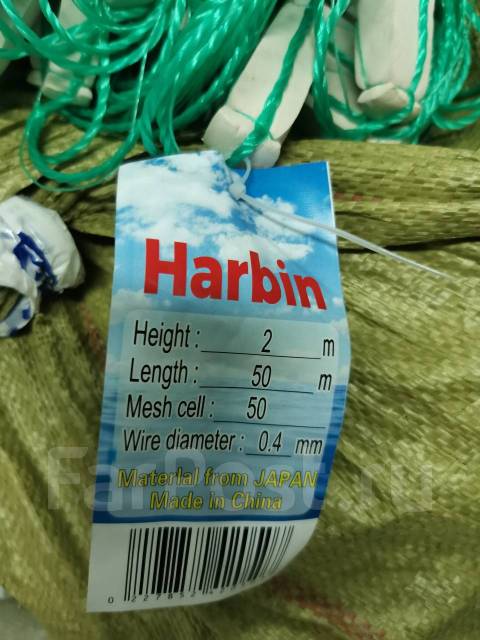 Harbin
Height: 2 m
Length: 50 m
Mesh cell: 50
Wire diameter: 0.4 mm
Material from JAPAN
Made in China